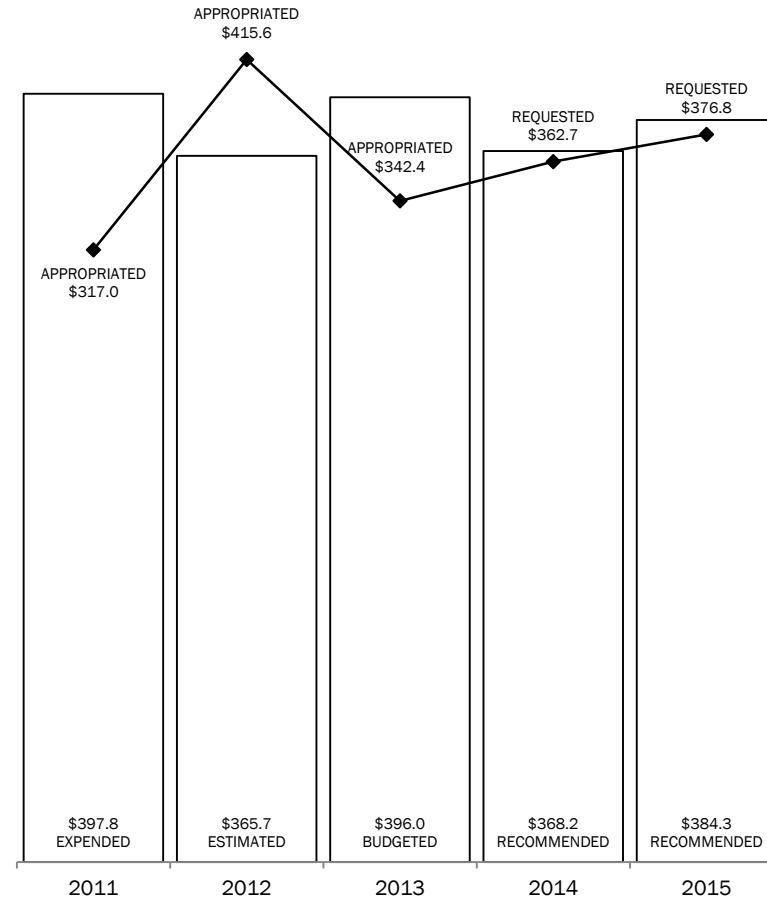 APPROPRIATED
$415.6
REQUESTED
$376.8
REQUESTED
$362.7
APPROPRIATED
$342.4
APPROPRIATED
$317.0
$397.8
EXPENDED
$365.7
ESTIMATED
$396.0
BUDGETED
$368.2
RECOMMENDED
$384.3
RECOMMENDED
2011
2012
2013
2014
2015